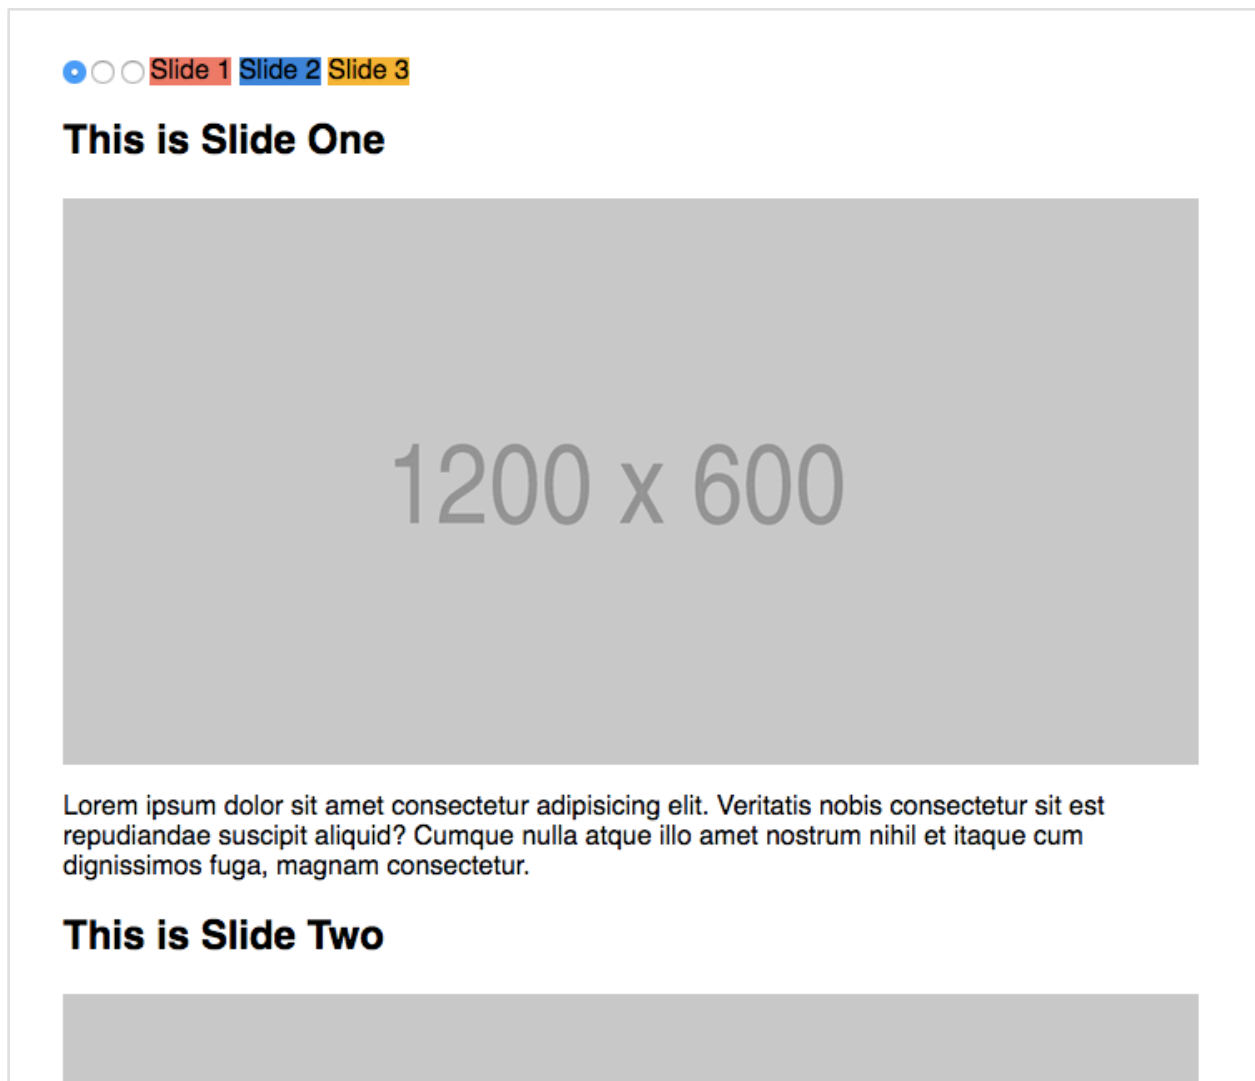 Slide 1 Slide 2 Slide 3
This is Slide One
1200 x 600
Lorem ipsum dolor sit amet consectetur adipisicing elit. Veritatis nobis consectetur sit est
repudiandae suscipit aliquid? Cumque nulla atque illo amet nostrum nihil et itaque cum
dignissimos fuga, magnam consectetur.
This is Slide Two